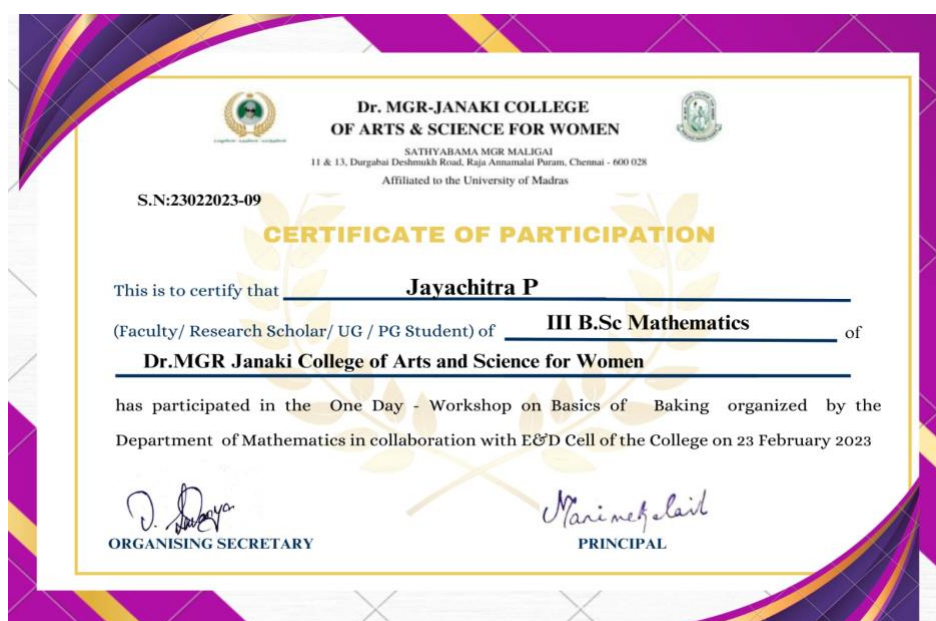 Dr. MGR-JANAKI COLLEGE
OF ARTS & SCIENCE FOR WOMEN
SATHYABAMA MGR MALIGAI
11 & 13, Durgabai Deshmukh Road, Raja Annamalai Puram, Chennai - 600 028
Affiliated to the University of Madras
S.N:23022023-09
CERTIFICATE OF PARTICIPATION
This is to certify that Jayachitra P
(Faculty/ Research Scholar/ UG / PG Student) of III B.Sc Mathematics of
Dr.MGR Janaki College of Arts and Science for Women
has participated in the One Day - Workshop on Basics of Baking organized by the
Department of Mathematics in collaboration with E&D Cell of the College on 23 February 2023
ORGANISING SECRETARY PRINCIPAL